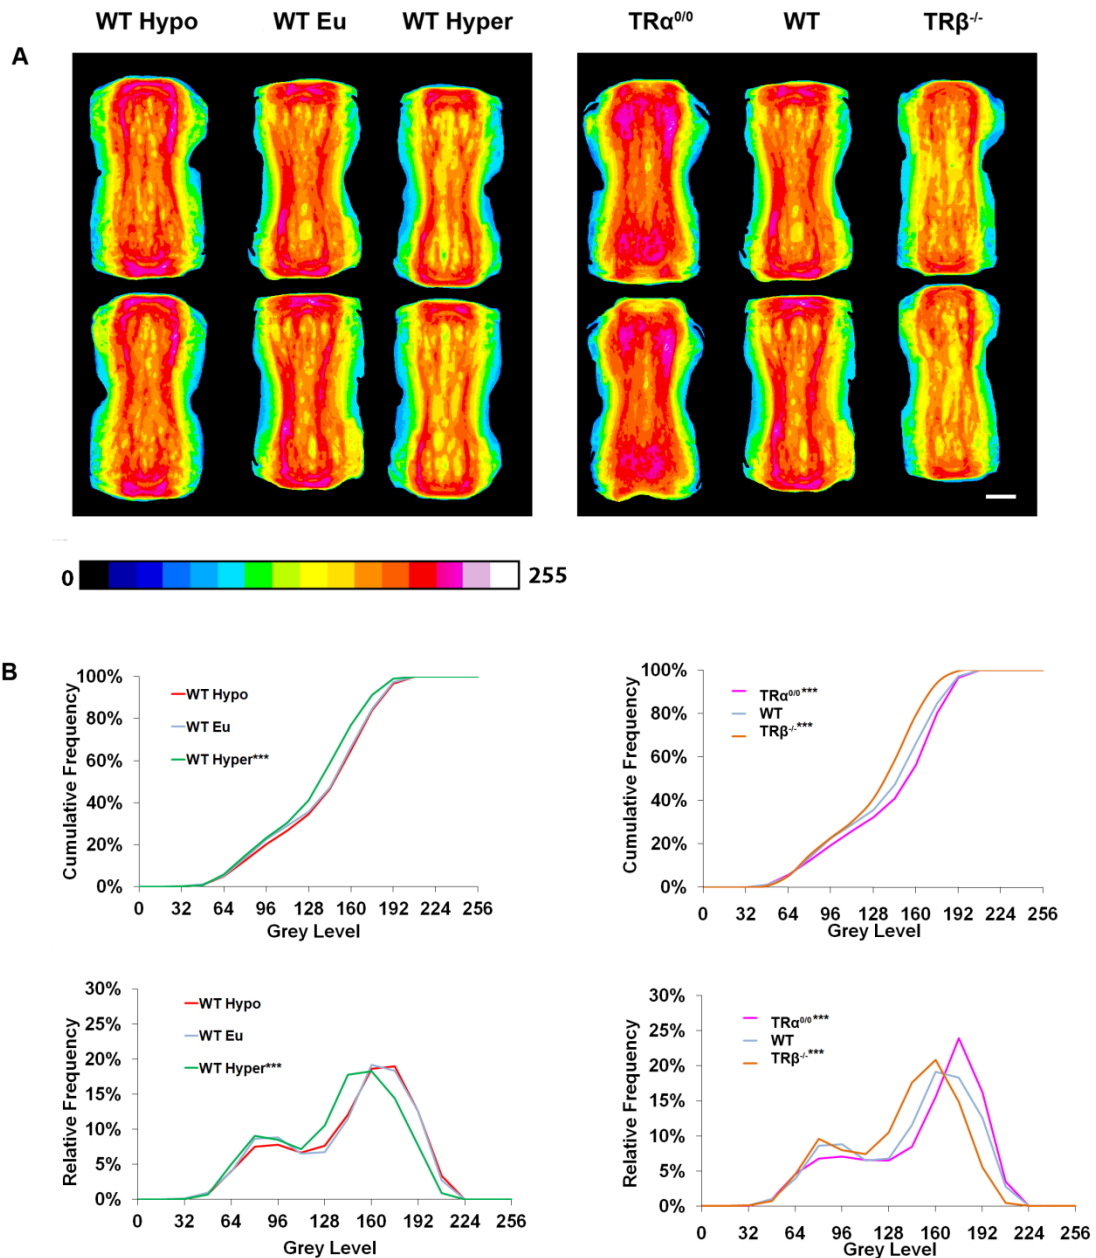 WT Hypo WT Eu WT Hyper TRα0/0 WT TRβ-/-
A
0 255
B
100%
80%
60%
40%
20%
0%
Cumulative Frequency
WT Hypo
WT Eu
WT Hyper***
0 32 64 96 128 160 192 224 256
Grey Level
100%
80%
60%
40%
20%
0%
Cumulative Frequency
TRα0/0***
WT
TRβ-/-***
0 32 64 96 128 160 192 224 256
Grey Level
30%
25%
20%
15%
10%
5%
0%
Relative Frequency
WT Hypo
WT Eu
WT Hyper***
0 32 64 96 128 160 192 224 256
Grey Level
30%
25%
20%
15%
10%
5%
0%
Relative Frequency
TRα0/0***
WT
TRβ-/-***
0 32 64 96 128 160 192 224 256
Grey Level